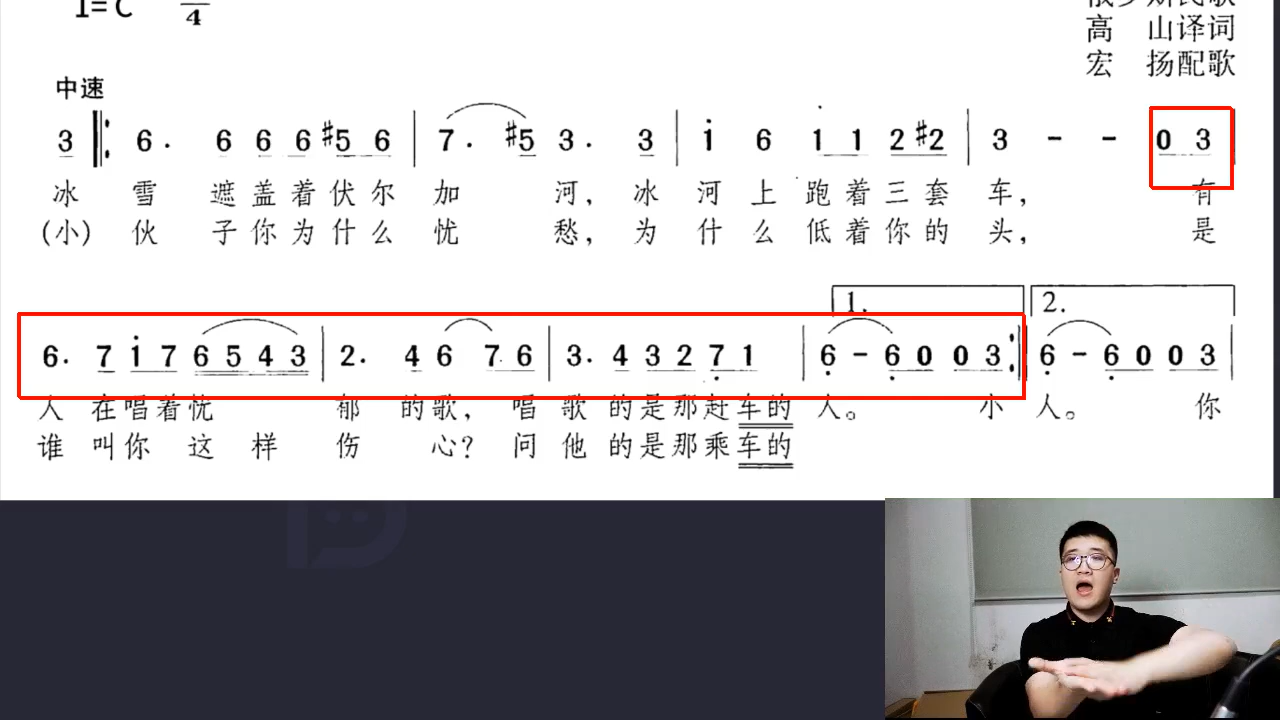 1=C 4
俄罗斯民歌
高 山译词
宏 扬配歌
中速
3 6. 6 6 6 #5 6 7. #5 3. 3 i 6 1 1 2 #2 3 - - 0 3
冰 雪 遮盖着伏尔 加 河，冰 河 上 跑着三套 车， 有
(小) 伙 子你为什么 忧 愁，为 什 么 低着你的 头， 是
1. 2.
6. 7 i 7 6 5 4 3 2. 4 6 7 6 3. 4 3 2 7 1 6 - 6 0 0 3 6 - 6 0 0 3
人 在唱着忧 郁 的歌，唱 歌 的是那赶车的 人。 小 人。 你
谁 叫你 这 样 伤 心？问 他 的是那乘车的